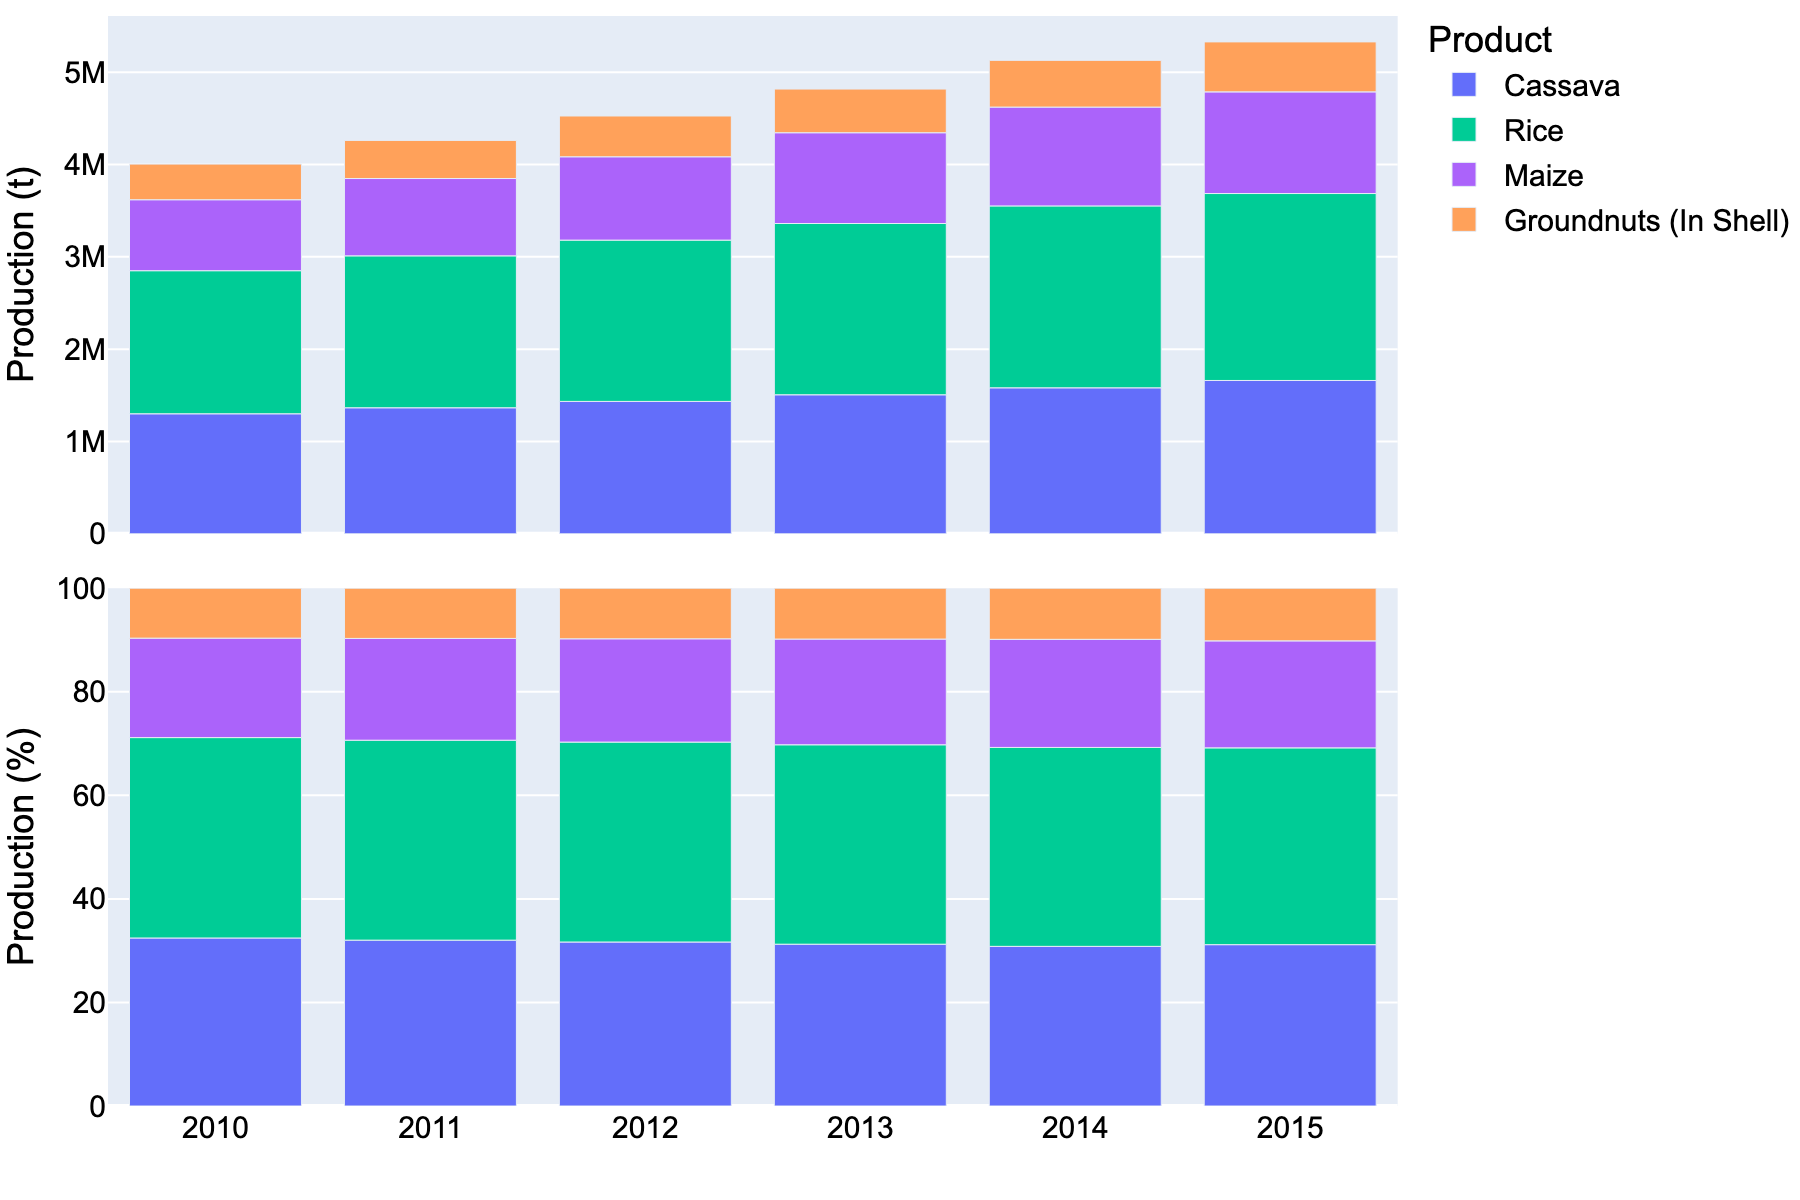 Product
Cassava
Rice
Maize
Groundnuts (In Shell)
Production (t)
5M
4M
3M
2M
1M
0
Production (%)
100
80
60
40
20
0
2010 2011 2012 2013 2014 2015